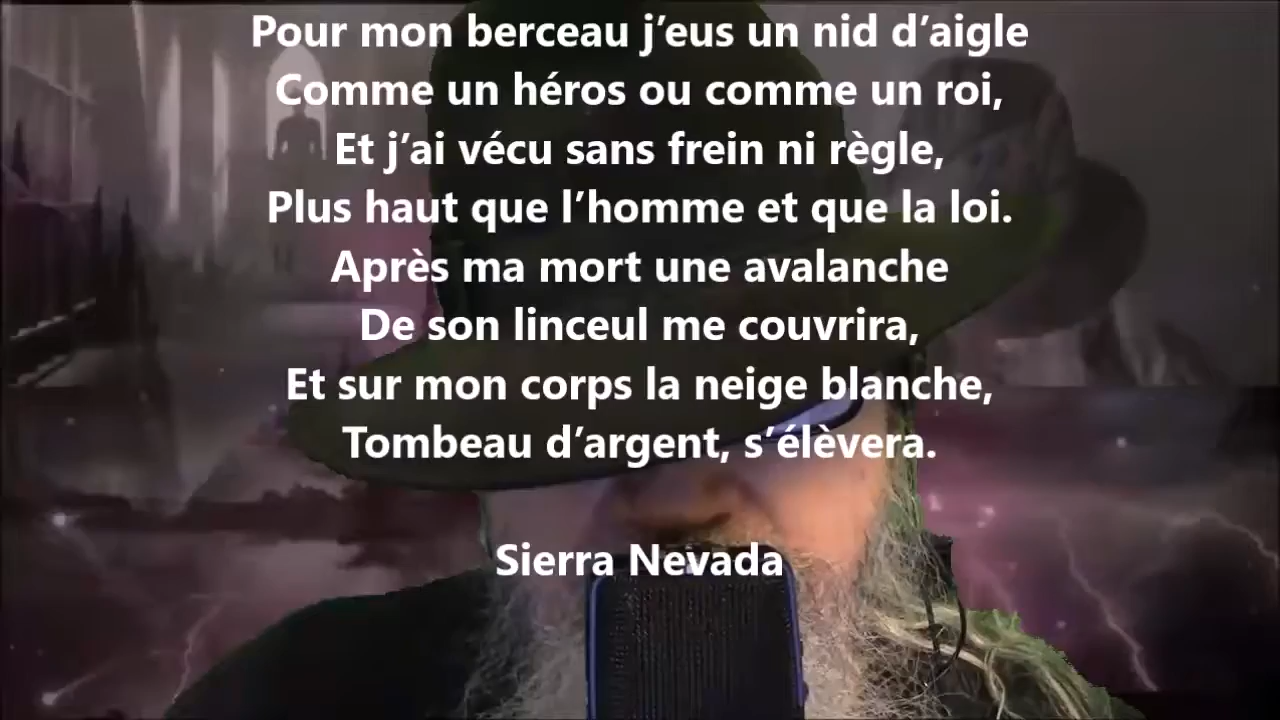 Pour mon berceau j’eus un nid d’aigle
Comme un héros ou comme un roi,
Et j’ai vécu sans frein ni règle,
Plus haut que l’homme et que la loi.
Après ma mort une avalanche
De son linceul me couvrira,
Et sur mon corps la neige blanche,
Tombeau d’argent, s’élèvera.
Sierra Nevada